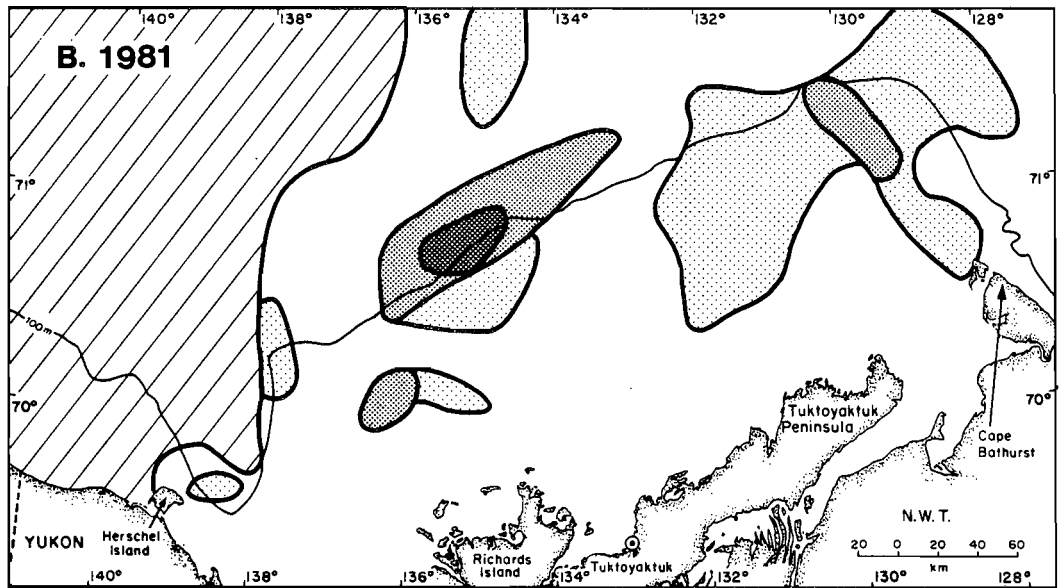 140° 138° 136° 134° 132° 130° 128°
B. 1981
71° 71°
100m
70° 70°
Tuktoyaktuk
Peninsula
Cape
Bathurst
YUKON
Herschel
Island
Richards
Island
Tuktoyaktuk
N.W.T.
20 0 20 40 60
km
140° 138° 136° 134° 132° 130° 128°